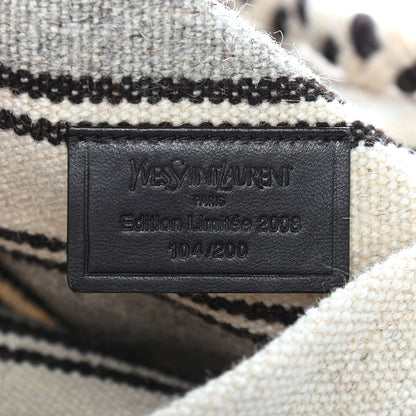 YVES SAINT LAURENT
PARIS
Edition Limitée 2008
104/200